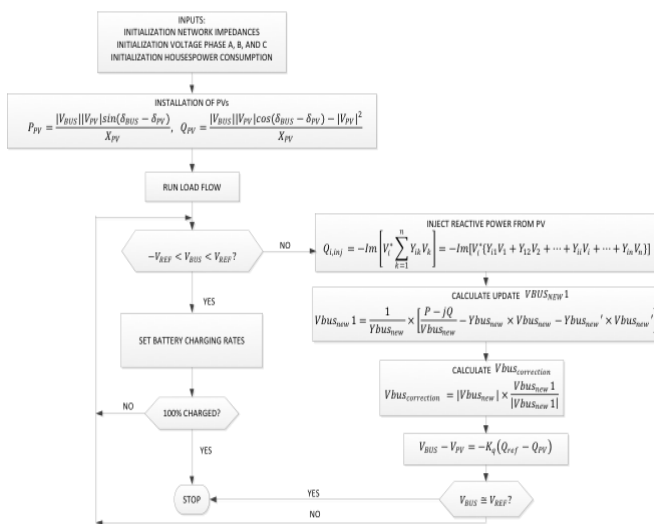 INPUTS:
INITIALIZATION NETWORK IMPEDANCES
INITIALIZATION VOLTAGE PHASE A, B, AND C
INITIALIZATION HOUSESPOWER CONSUMPTION
INSTALLATION OF PVs
P_PV = |V_BUS||V_PV|sin(δ_BUS − δ_PV) / X_PV, Q_PV = |V_BUS||V_PV|cos(δ_BUS − δ_PV) − |V_PV|² / X_PV
RUN LOAD FLOW
−V_REF < V_BUS < V_REF?
NO
INJECT REACTIVE POWER FROM PV
Q_i,inj = −Im[V_i^* ∑_{k=1}^{n} Y_ik V_k] = −Im[V_i^*{Y_i1V_1 + Y_12V_2 + ⋯ + Y_iiV_i + ⋯ + Y_inV_n}]
YES
CALCULATE UPDATE VBUS_NEW 1
Vbus_new 1 = 1 / Ybus_new × [P − jQ / Vbus_new − Ybus_new × Vbus_new − Ybus_new′ × Vbus_new′]
SET BATTERY CHARGING RATES
CALCULATE Vbus_correction
Vbus_correction = |Vbus_new| × Vbus_new 1 / |Vbus_new 1|
NO
100% CHARGED?
V_BUS − V_PV = −K_q(Q_ref − Q_PV)
YES
STOP
YES
V_BUS ≅ V_REF?
NO